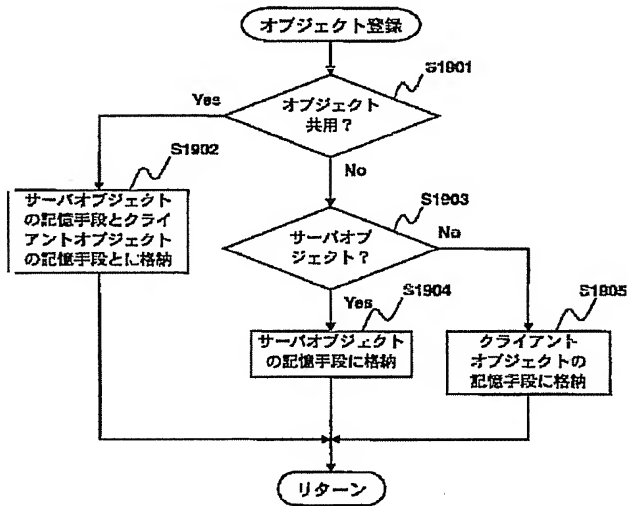 オブジェクト登録
S1901
オブジェクト
共用？
Yes
No
S1902
サーバオブジェクト
の記憶手段とクライ
アントオブジェクト
の記憶手段とに格納
S1903
サーバオブ
ジェクト？
No
Yes
S1904
サーバオブジェクト
の記憶手段に格納
S1905
クライアント
オブジェクトの
記憶手段に格納
リターン